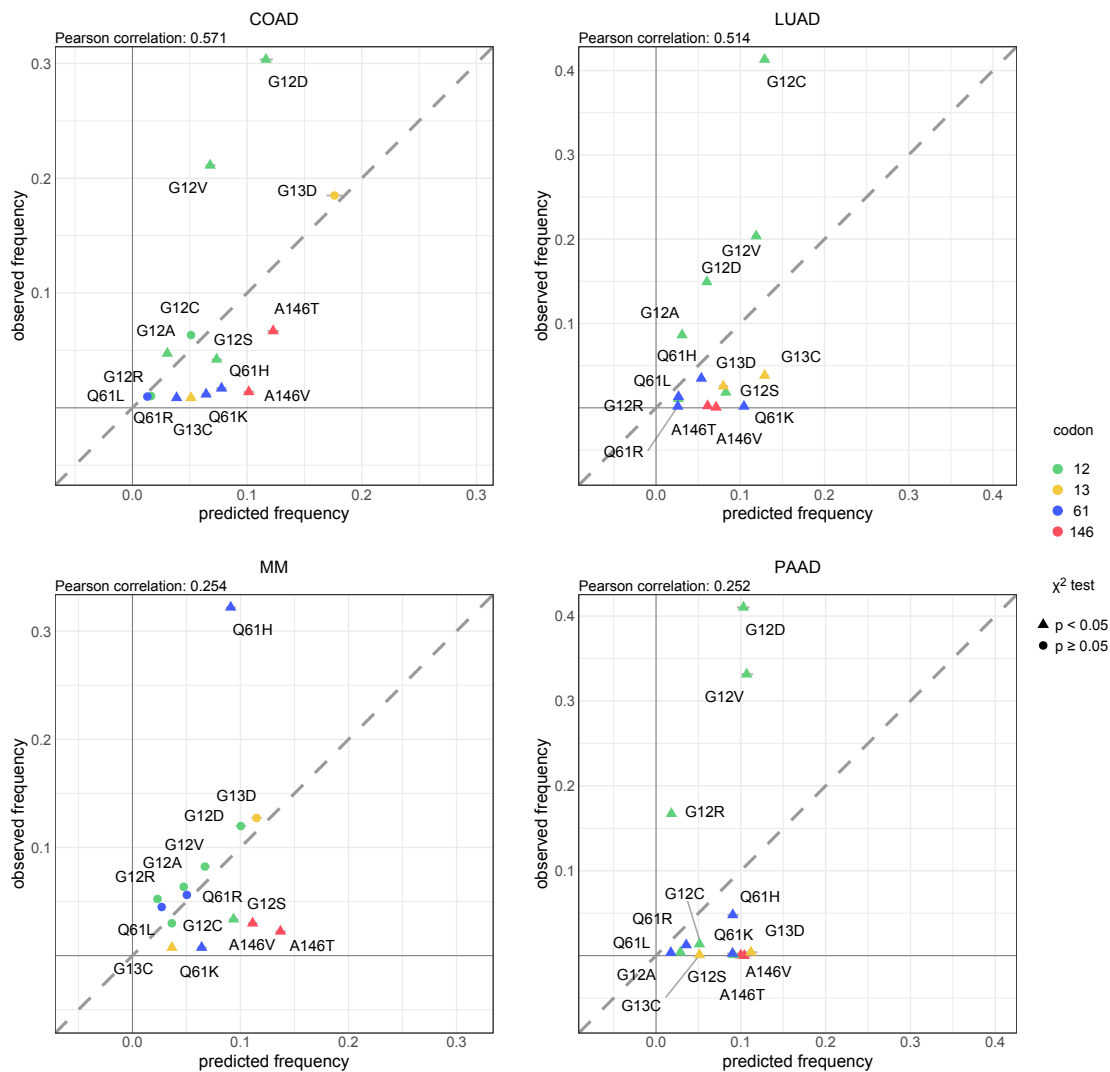 COAD
Pearson correlation: 0.571
0.3
0.2
0.1
0.0
observed frequency
G12D
G12V
G13D
G12C
A146T
G12A
G12S
G12R
Q61H
Q61L
A146V
Q61R
Q61K
G13C
0.0
0.1
0.2
0.3
predicted frequency
LUAD
Pearson correlation: 0.514
0.4
0.3
0.2
0.1
0.0
observed frequency
G12C
G12V
G12D
G12A
Q61H
G13D
G13C
Q61L
G12S
G12R
Q61K
A146T
A146V
Q61R
0.0
0.1
0.2
0.3
0.4
predicted frequency
MM
Pearson correlation: 0.254
0.3
0.2
0.1
0.0
observed frequency
Q61H
G13D
G12D
G12V
G12A
G12R
Q61R
G12S
Q61L
G12C
A146V
A146T
G13C
Q61K
0.0
0.1
0.2
0.3
predicted frequency
PAAD
Pearson correlation: 0.252
0.4
0.3
0.2
0.1
0.0
observed frequency
G12D
G12V
G12R
G12C
Q61H
Q61R
Q61K
G13D
Q61L
G12A
G12S
A146V
G13C
A146T
0.0
0.1
0.2
0.3
0.4
predicted frequency
codon
12
13
61
146
χ² test
p < 0.05
p ≥ 0.05